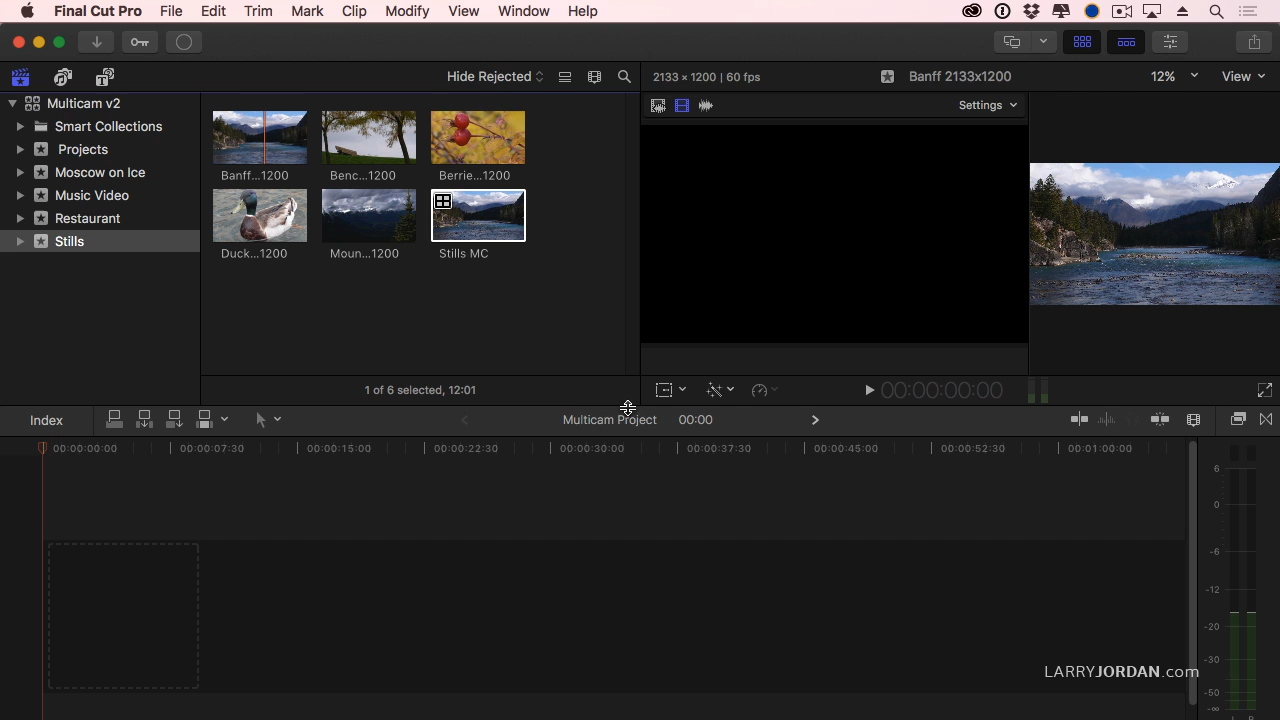 Final Cut Pro File Edit Trim Mark Clip Modify View Window Help
Hide Rejected
2133 × 1200 | 60 fps
Banff 2133x1200
12%
View
Multicam v2
Smart Collections
Projects
Moscow on Ice
Music Video
Restaurant
Stills
Banff...1200
Benc...1200
Berrie...1200
Duck...1200
Moun...1200
Stills MC
Settings
1 of 6 selected, 12:01
00:00:00:00
Index
Multicam Project
00:00
00:00:00:00
00:00:07:30
00:00:15:00
00:00:22:30
00:00:30:00
00:00:37:30
00:00:45:00
00:00:52:30
00:01:00:00
6
0
-6
-12
-20
-30
-50
-∞
L
R
LARRYJORDAN.com